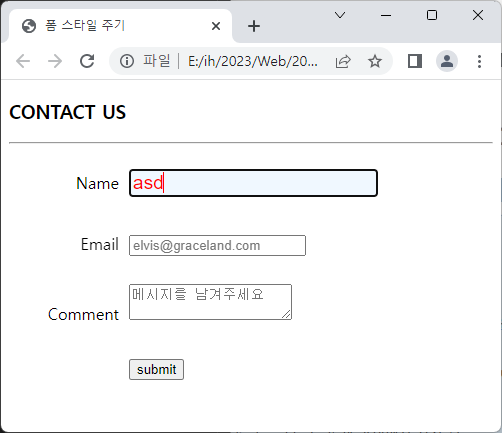 폼 스타일 주기
파일 E:/ih/2023/Web/20...
CONTACT US
Name asd
Email elvis@graceland.com
Comment 메시지를 남겨주세요
submit